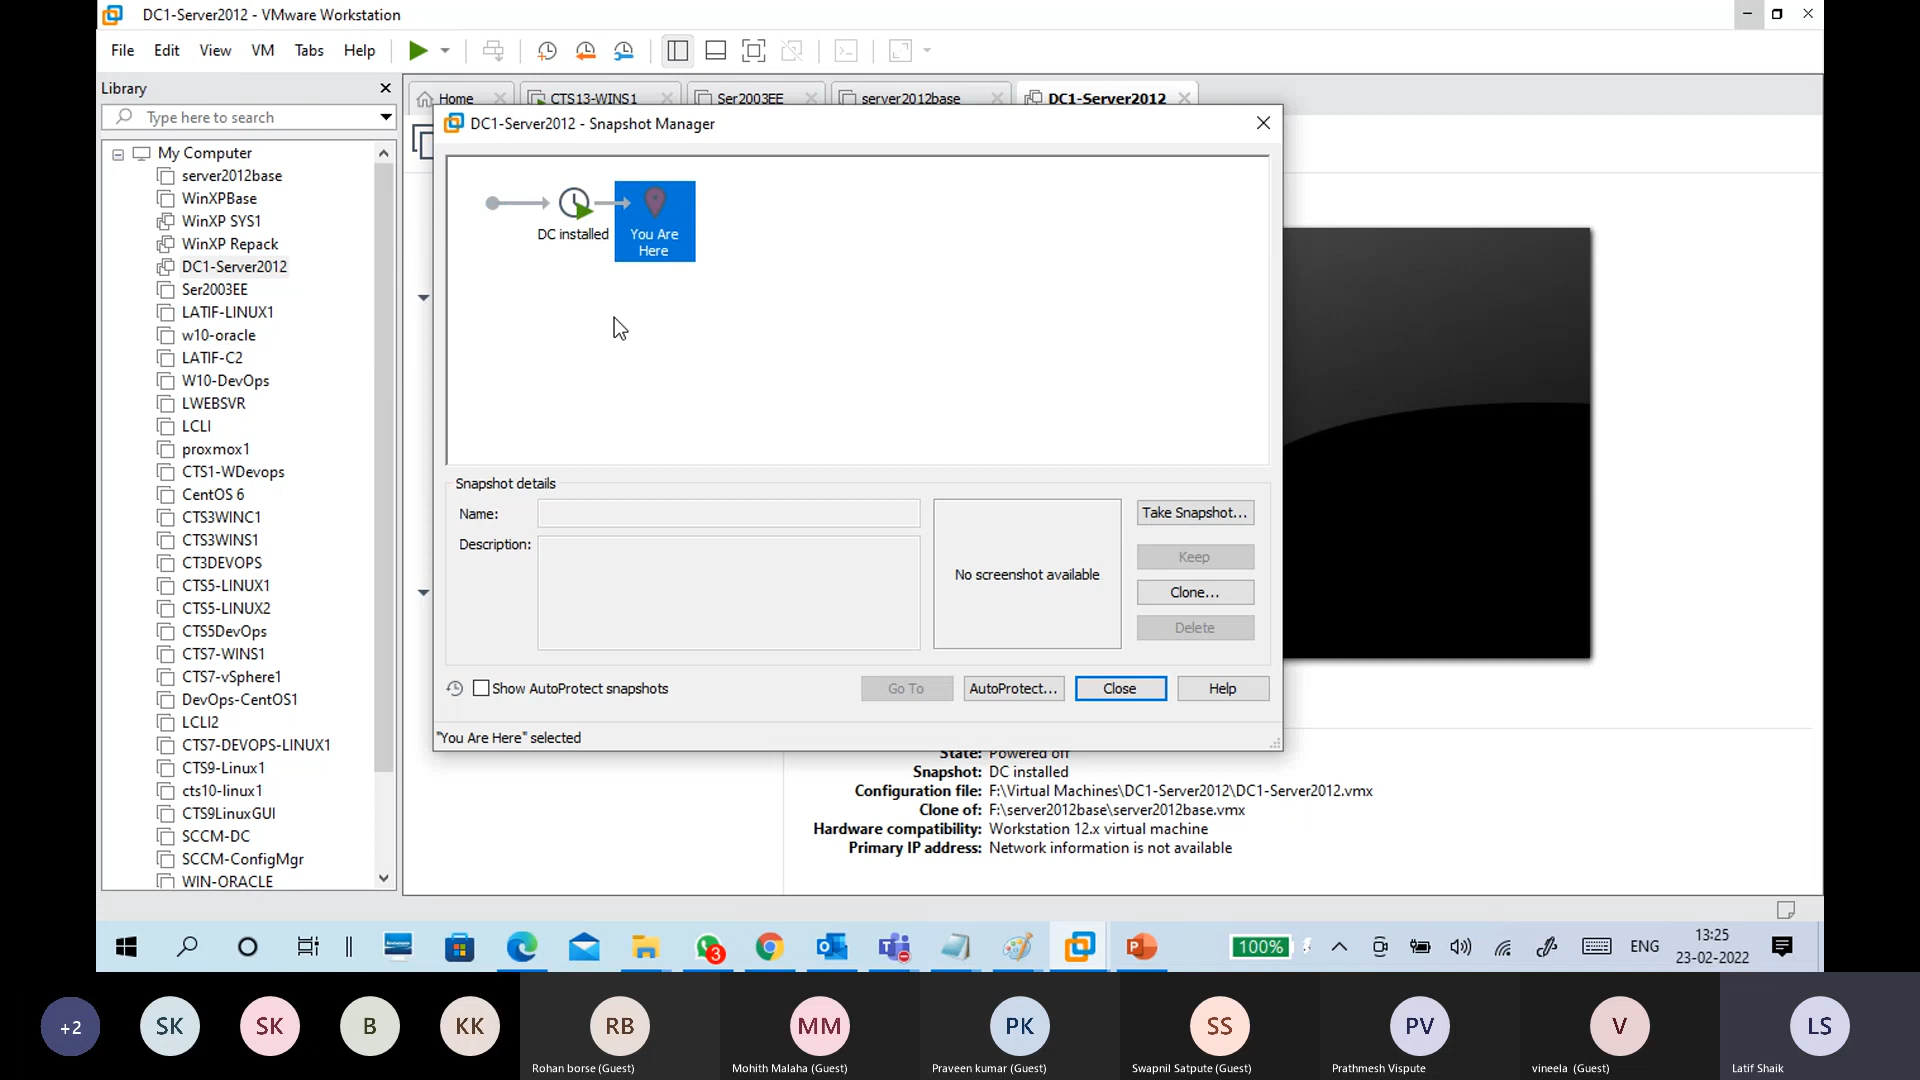 DC1-Server2012 - VMware Workstation
File Edit View VM Tabs Help
Library
Type here to search
My Computer
server2012base
WinXPBase
WinXP SYS1
WinXP Repack
DC1-Server2012
Ser2003EE
LATIF-LINUX1
w10-oracle
LATIF-C2
W10-DevOps
LWEBSVR
LCLI
proxmox1
CTS1-WDevops
CentOS 6
CTS3WINC1
CTS3WINS1
CT3DEVOPS
CTS5-LINUX1
CTS5-LINUX2
CTS5DevOps
CTS7-WINS1
CTS7-vSphere1
DevOps-CentOS1
LCLI2
CTS7-DEVOPS-LINUX1
CTS9-Linux1
cts10-linux1
CTS9LinuxGUI
SCCM-DC
SCCM-ConfigMgr
WIN-ORACLE
Home CTS13-WINS1 Ser2003EE server2012base DC1-Server2012
DC1-Server2012 - Snapshot Manager
DC installed
You Are
Here
Snapshot details
Name:
Description:
No screenshot available
Take Snapshot...
Keep
Clone...
Delete
Show AutoProtect snapshots
Go To AutoProtect... Close Help
"You Are Here" selected
State: Powered off
Snapshot: DC installed
Configuration file: F:\Virtual Machines\DC1-Server2012\DC1-Server2012.vmx
Clone of: F:\server2012base\server2012base.vmx
Hardware compatibility: Workstation 12.x virtual machine
Primary IP address: Network information is not available
3
100%
ENG
13:25
23-02-2022
+2
SK
SK
B
KK
RB
Rohan borse (Guest)
MM
Mohith Malaha (Guest)
PK
Praveen kumar (Guest)
SS
Swapnil Satpute (Guest)
PV
Prathmesh Vispute
V
vineela (Guest)
LS
Latif Shaik